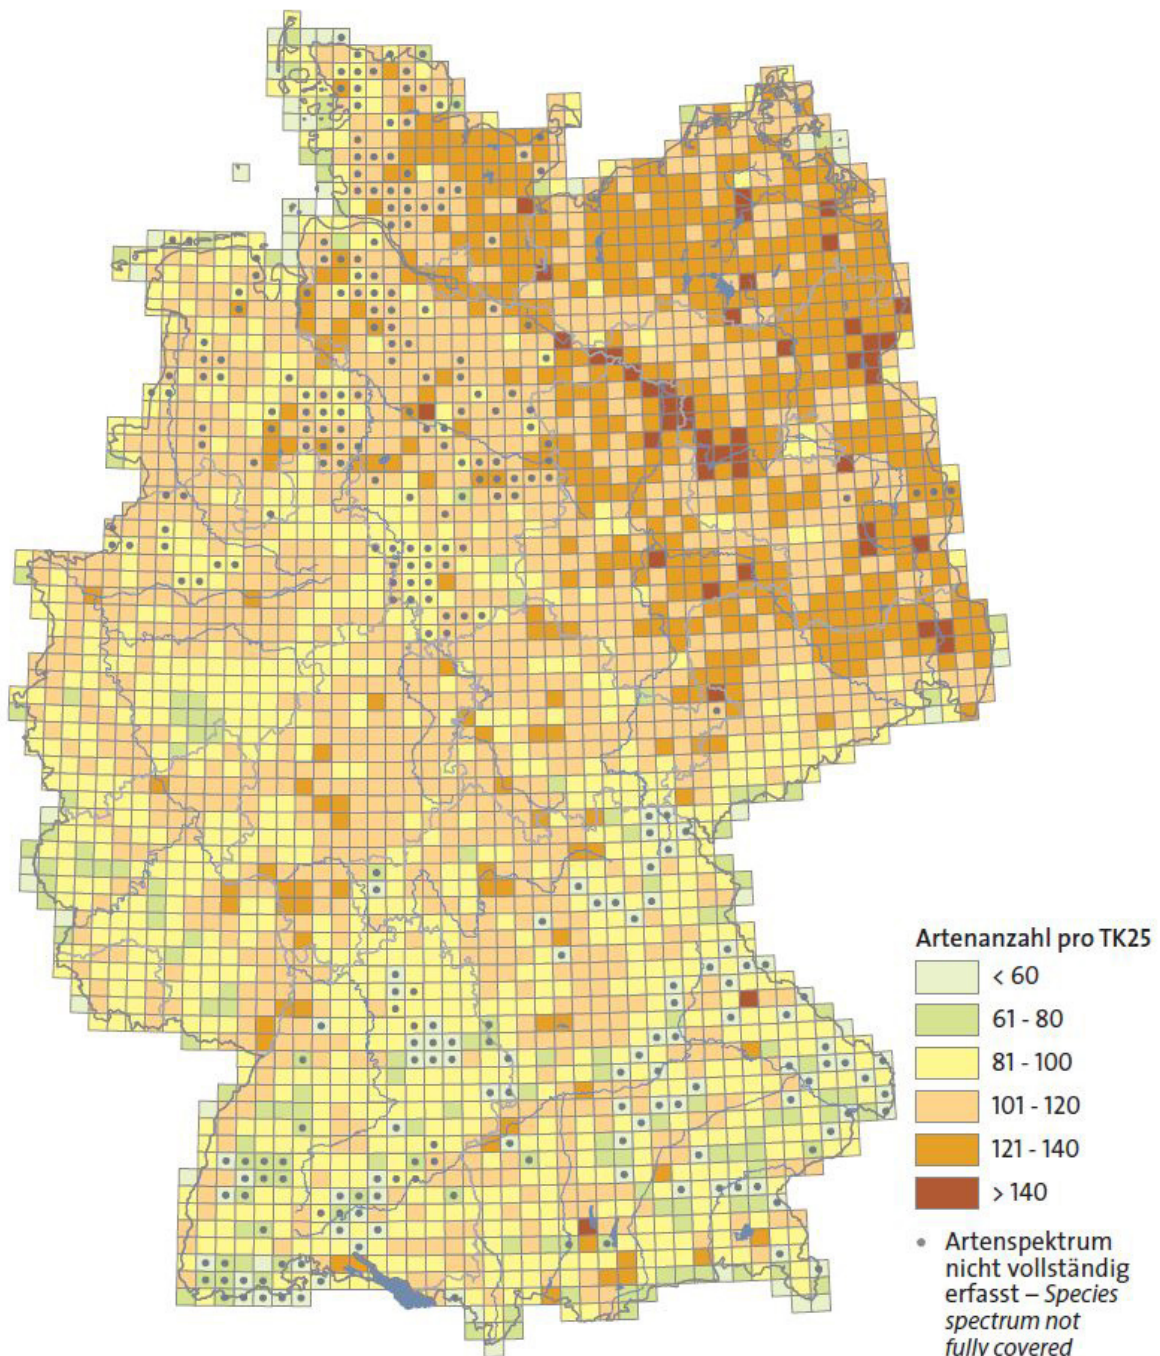 Artenanzahl pro TK25
< 60
61 - 80
81 - 100
101 - 120
121 - 140
> 140
Artenspektrum
nicht vollständig
erfasst – Species
spectrum not
fully covered